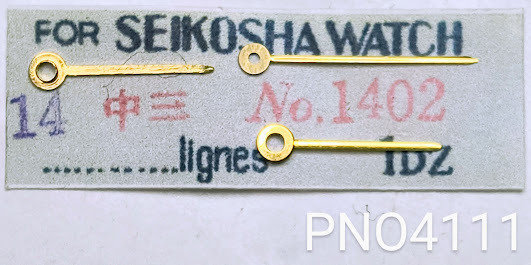 FOR SEIKOSHA WATCH
14 中三 No.1402
............lignes 1DZ
PNO4111